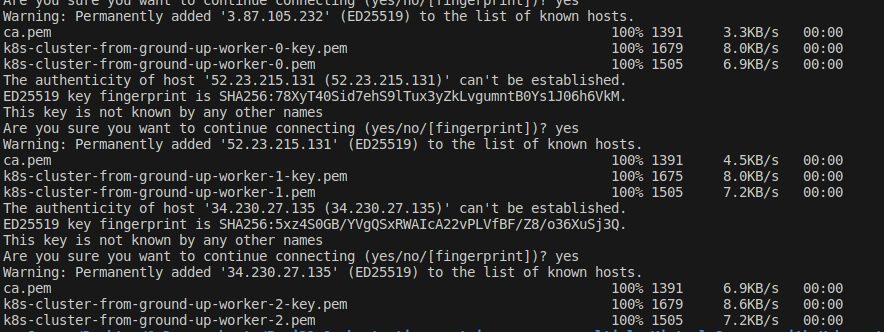 Are you sure you want to continue connecting (yes/no/[fingerprint])? yes
Warning: Permanently added '3.87.105.232' (ED25519) to the list of known hosts.
ca.pem 100% 1391 3.3KB/s 00:00
k8s-cluster-from-ground-up-worker-0-key.pem 100% 1679 8.0KB/s 00:00
k8s-cluster-from-ground-up-worker-0.pem 100% 1505 6.9KB/s 00:00
The authenticity of host '52.23.215.131 (52.23.215.131)' can't be established.
ED25519 key fingerprint is SHA256:78XyT40Sid7ehS9lTux3yZkLvgumntB0Ys1J06h6VkM.
This key is not known by any other names
Are you sure you want to continue connecting (yes/no/[fingerprint])? yes
Warning: Permanently added '52.23.215.131' (ED25519) to the list of known hosts.
ca.pem 100% 1391 4.5KB/s 00:00
k8s-cluster-from-ground-up-worker-1-key.pem 100% 1675 8.0KB/s 00:00
k8s-cluster-from-ground-up-worker-1.pem 100% 1505 7.2KB/s 00:00
The authenticity of host '34.230.27.135 (34.230.27.135)' can't be established.
ED25519 key fingerprint is SHA256:5xz4S0GB/YVgQSxRWAIcA22vPLVfBF/Z8/o36XuSj3Q.
This key is not known by any other names
Are you sure you want to continue connecting (yes/no/[fingerprint])? yes
Warning: Permanently added '34.230.27.135' (ED25519) to the list of known hosts.
ca.pem 100% 1391 6.9KB/s 00:00
k8s-cluster-from-ground-up-worker-2-key.pem 100% 1679 8.6KB/s 00:00
k8s-cluster-from-ground-up-worker-2.pem 100% 1505 7.2KB/s 00:00